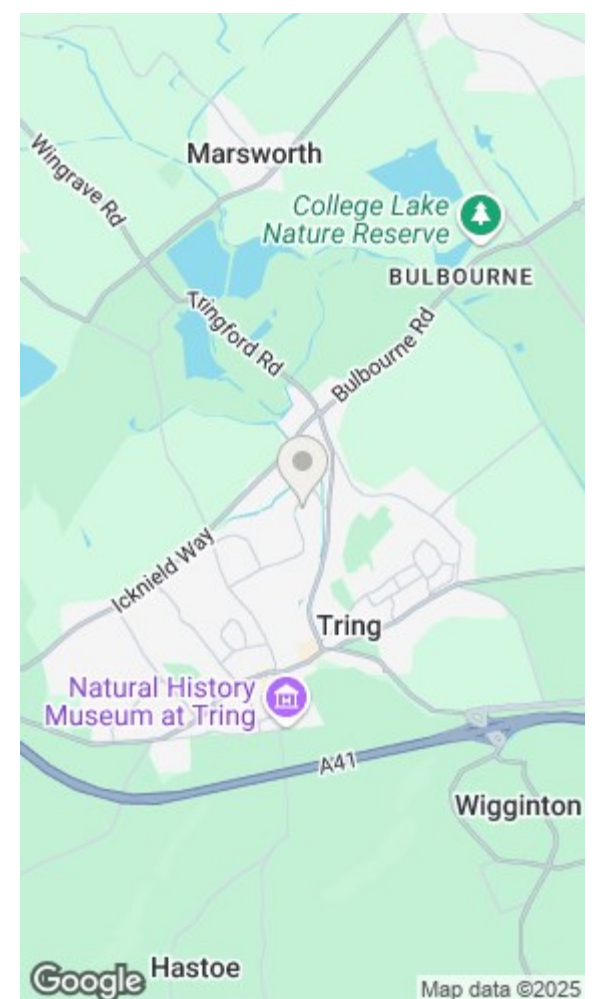 Marsworth
Wingrave Rd
College Lake
Nature Reserve
BULBOURNE
Tringford Rd
Bulbourne Rd
Icknield Way
Tring
Natural History
Museum at Tring
A41
Wigginton
Hastoe
Google
Map data ©2025